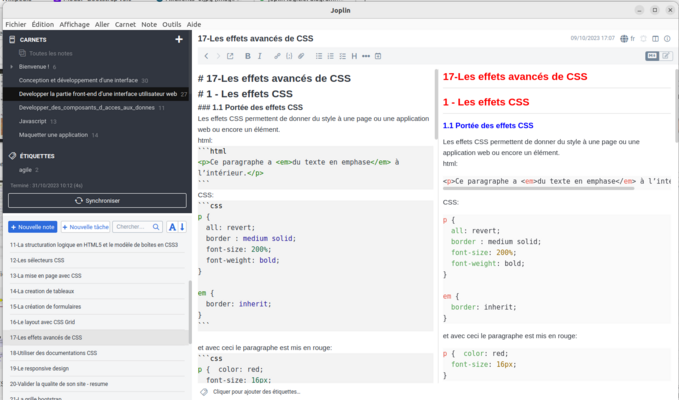 Joplin
Fichier Édition Affichage Aller Carnet Note Outils Aide
CARNETS
Toutes les notes
Bienvenue ! 6
Conception et développement d'une interface 30
Developper la partie front-end d'une interface utilisateur web 27
Developper_des_composants_d_acces_aux_donnes 11
Javascript 13
Maquetter une application 14
ÉTIQUETTES
agile 2
Terminé : 31/10/2023 10:12 (4s)
Synchroniser
+ Nouvelle note + Nouvelle tâche Chercher...
11-La structuration logique en HTML5 et le modèle de boîtes en CSS3
12-Les sélecteurs CSS
13-La mise en page avec CSS
14-La creation de tableaux
15-La création de formulaires
16-Le layout avec CSS Grid
17-Les effets avancés de CSS
18-Utiliser des documentations CSS
19-Le responsive design
20-Valider la qualité de son site - resume
17-Les effets avancés de CSS
09/10/2023 17:07 fr
# 17-Les effets avancés de CSS
# 1 - Les effets CSS
### 1.1 Portée des effets CSS
Les effets CSS permettent de donner du style à une page ou une application
web ou encore un élément.
html:
```html
<p>Ce paragraphe a <em>du texte en emphase</em> à
l'intérieur.</p>
```
CSS:
```css
p {
all: revert;
border : medium solid;
font-size: 200%;
font-weight: bold;
}
em {
border: inherit;
}
```
et avec ceci le paragraphe est mis en rouge:
```css
p { color: red;
font-size: 16px;
Cliquer pour ajouter des étiquettes...
17-Les effets avancés de CSS
1 - Les effets CSS
1.1 Portée des effets CSS
Les effets CSS permettent de donner du style à une page ou une
application web ou encore un élément.
html:
<p>Ce paragraphe a <em>du texte en emphase</em> à l'inte
CSS:
p {
all: revert;
border : medium solid;
font-size: 200%;
font-weight: bold;
}
em {
border: inherit;
}
et avec ceci le paragraphe est mis en rouge:
p { color: red;
font-size: 16px;
}